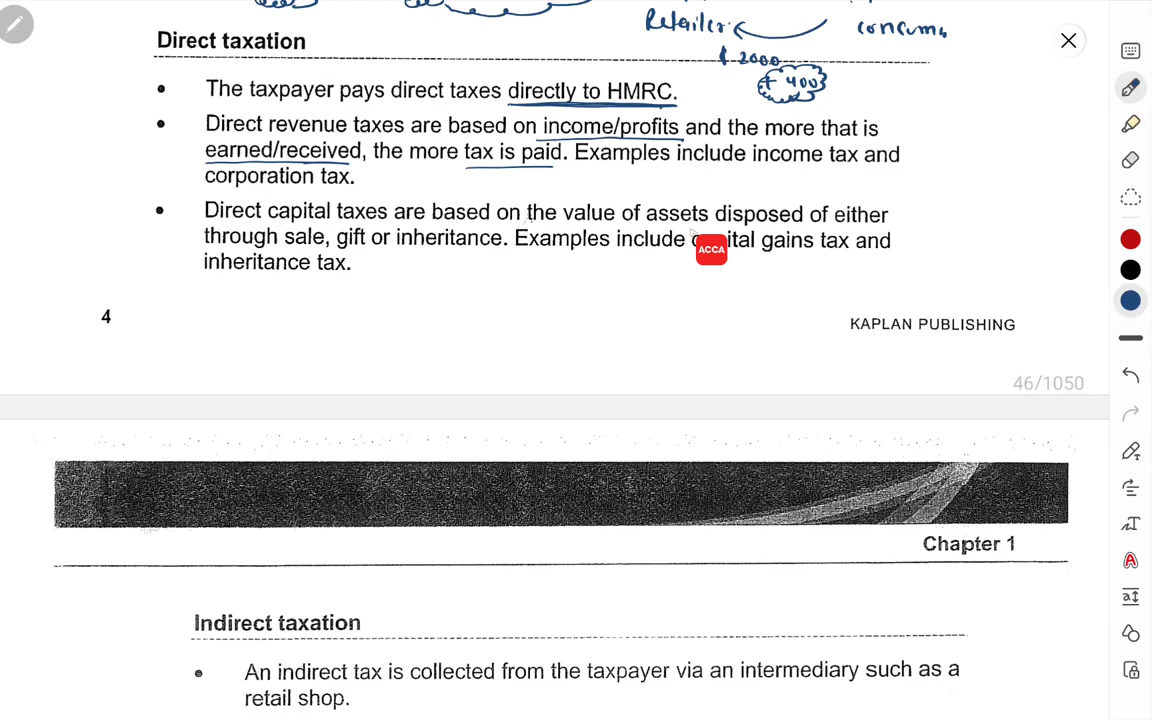 Retailer
consum
$ 2000
+ 400
Direct taxation
• The taxpayer pays direct taxes directly to HMRC.
• Direct revenue taxes are based on income/profits and the more that is
earned/received, the more tax is paid. Examples include income tax and
corporation tax.
• Direct capital taxes are based on the value of assets disposed of either
through sale, gift or inheritance. Examples include ital gains tax and
inheritance tax.
ACCA
4
KAPLAN PUBLISHING
46/1050
Chapter 1
Indirect taxation
• An indirect tax is collected from the taxpayer via an intermediary such as a
retail shop.